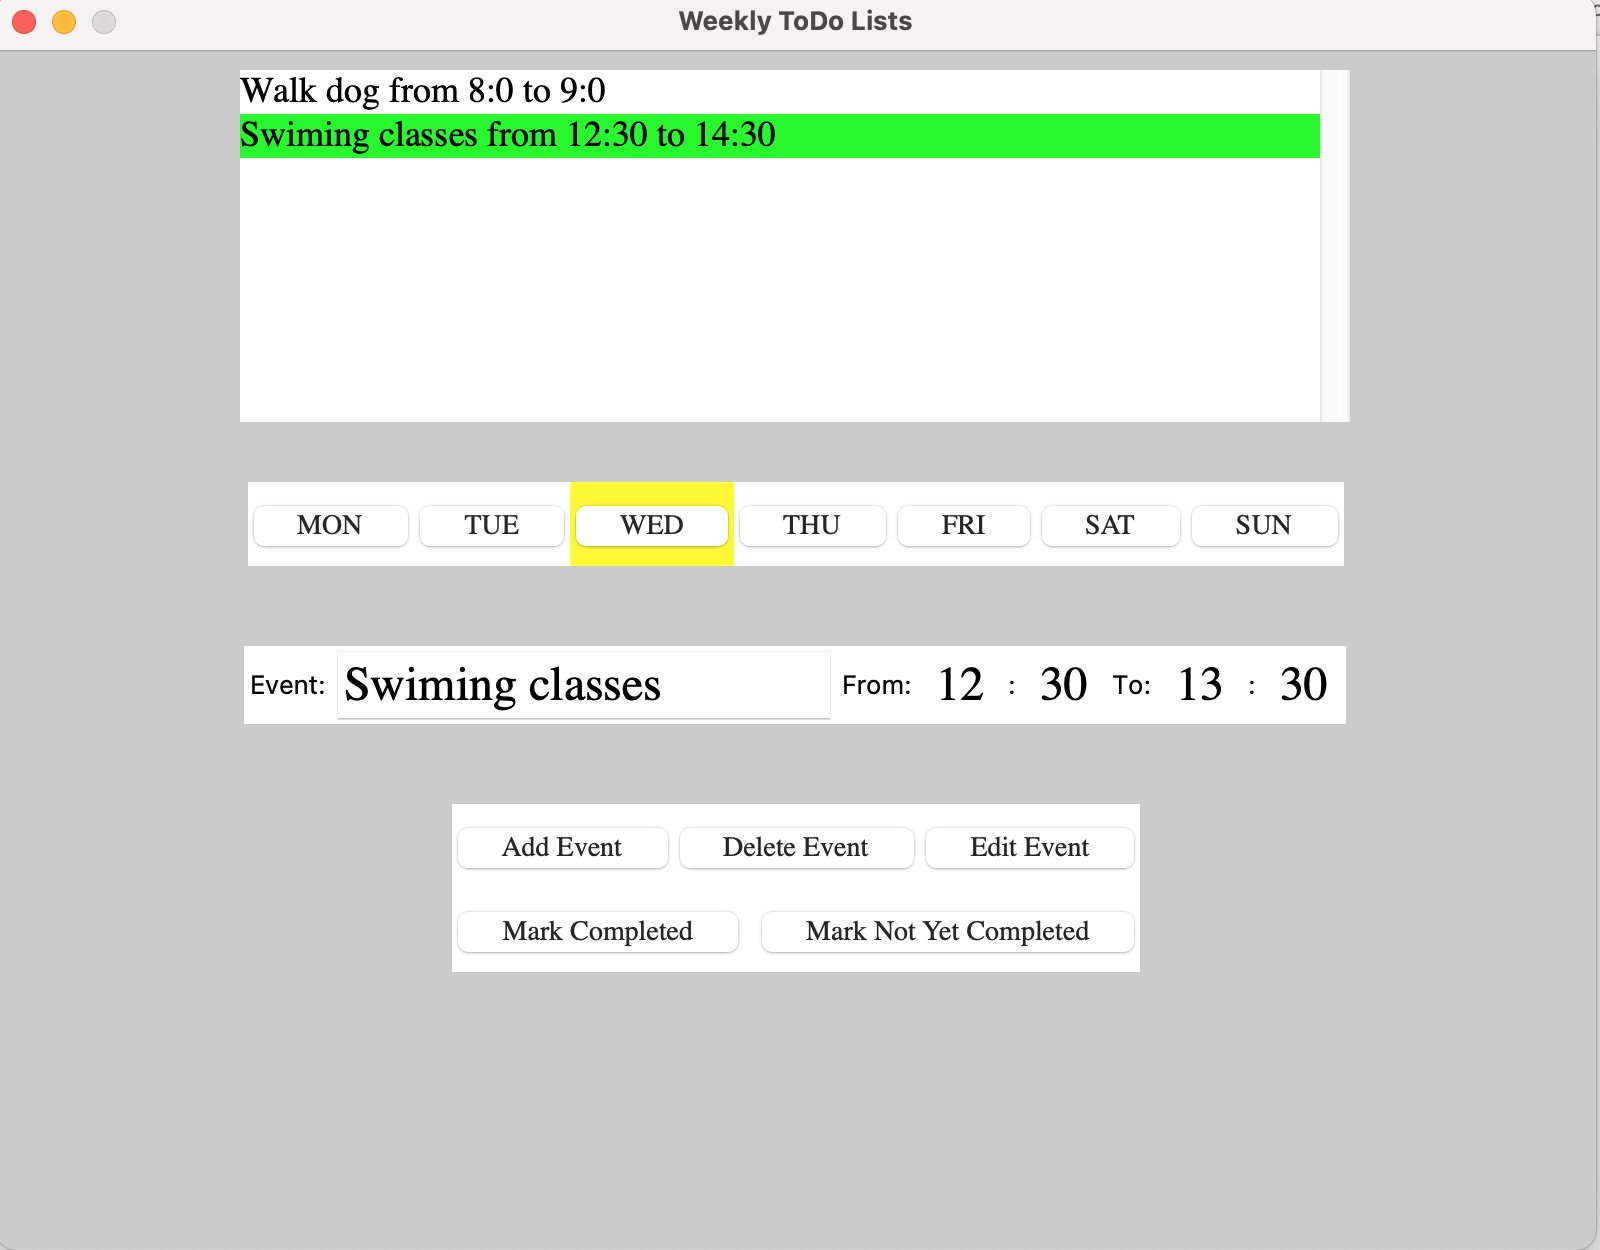 Weekly ToDo Lists
Walk dog from 8:0 to 9:0
Swiming classes from 12:30 to 14:30
MON TUE WED THU FRI SAT SUN
Event: Swiming classes From: 12 : 30 To: 13 : 30
Add Event Delete Event Edit Event
Mark Completed Mark Not Yet Completed